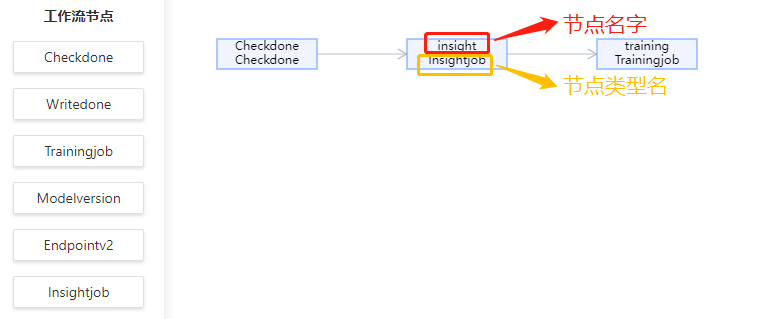 工作流节点
Checkdone
Writedone
Trainingjob
Modelversion
Endpointv2
Insightjob
Checkdone
Checkdone
insight
Insightjob
training
Trainingjob
节点名字
节点类型名